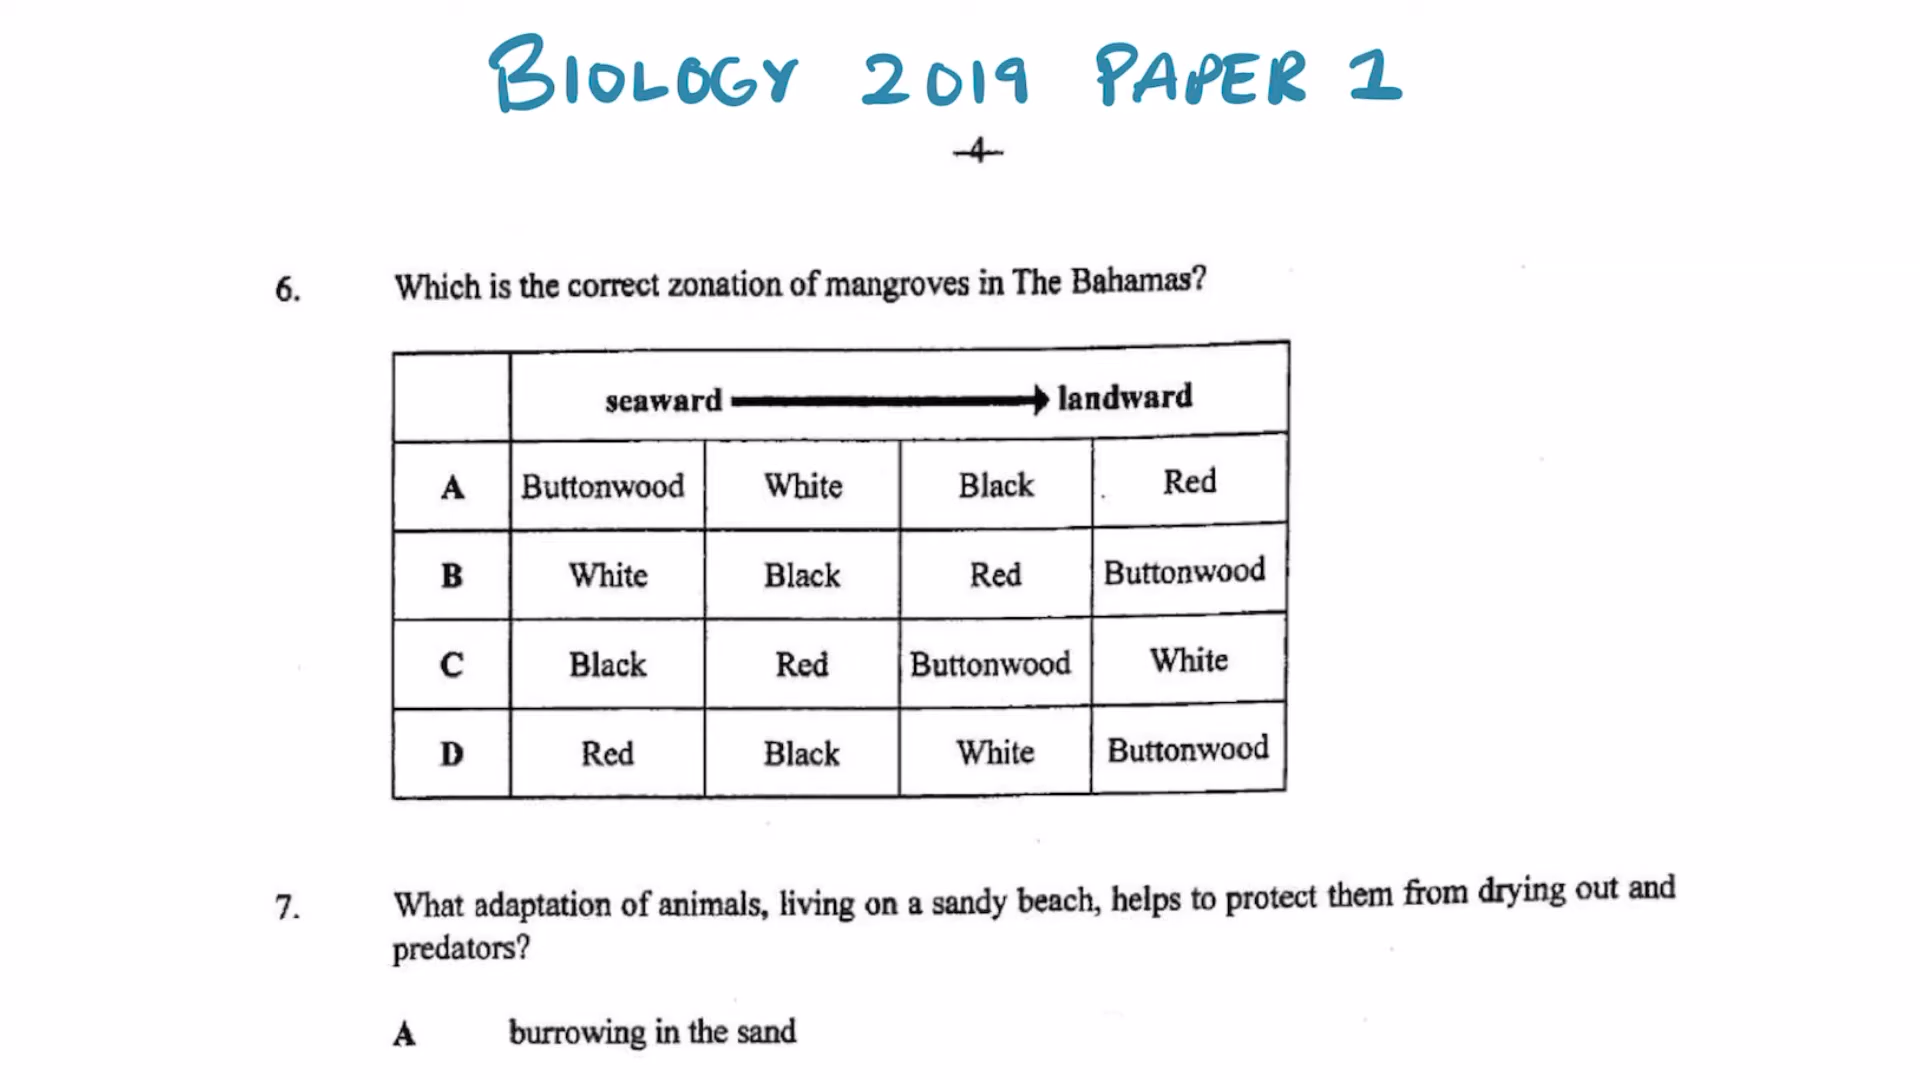 BIOLOGY 2019 PAPER 1
-4-
6. Which is the correct zonation of mangroves in The Bahamas?
seaward landward
A Buttonwood White Black Red
B White Black Red Buttonwood
C Black Red Buttonwood White
D Red Black White Buttonwood
7. What adaptation of animals, living on a sandy beach, helps to protect them from drying out and
predators?
A burrowing in the sand